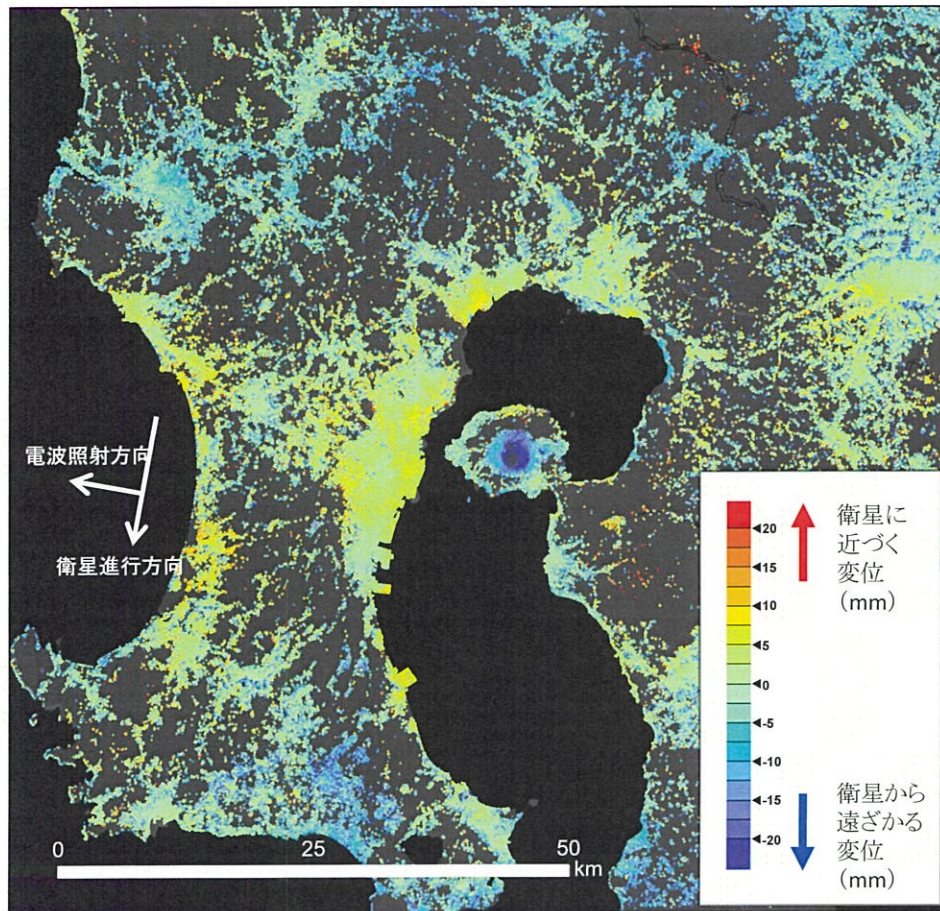 電波照射方向
衛星進行方向
0 25 50
km
20
15
10
5
0
-5
-10
-15
-20
衛星に
近づく
変位
（mm）
衛星から
遠ざかる
変位
（mm）